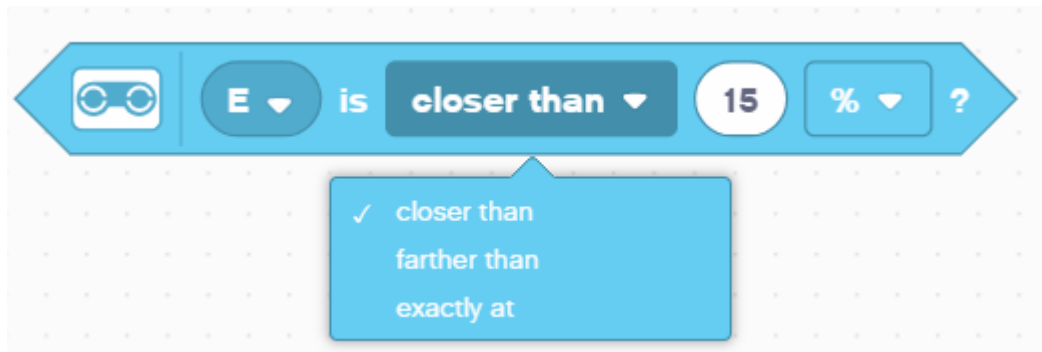 E is closer than 15 % ?
closer than
farther than
exactly at